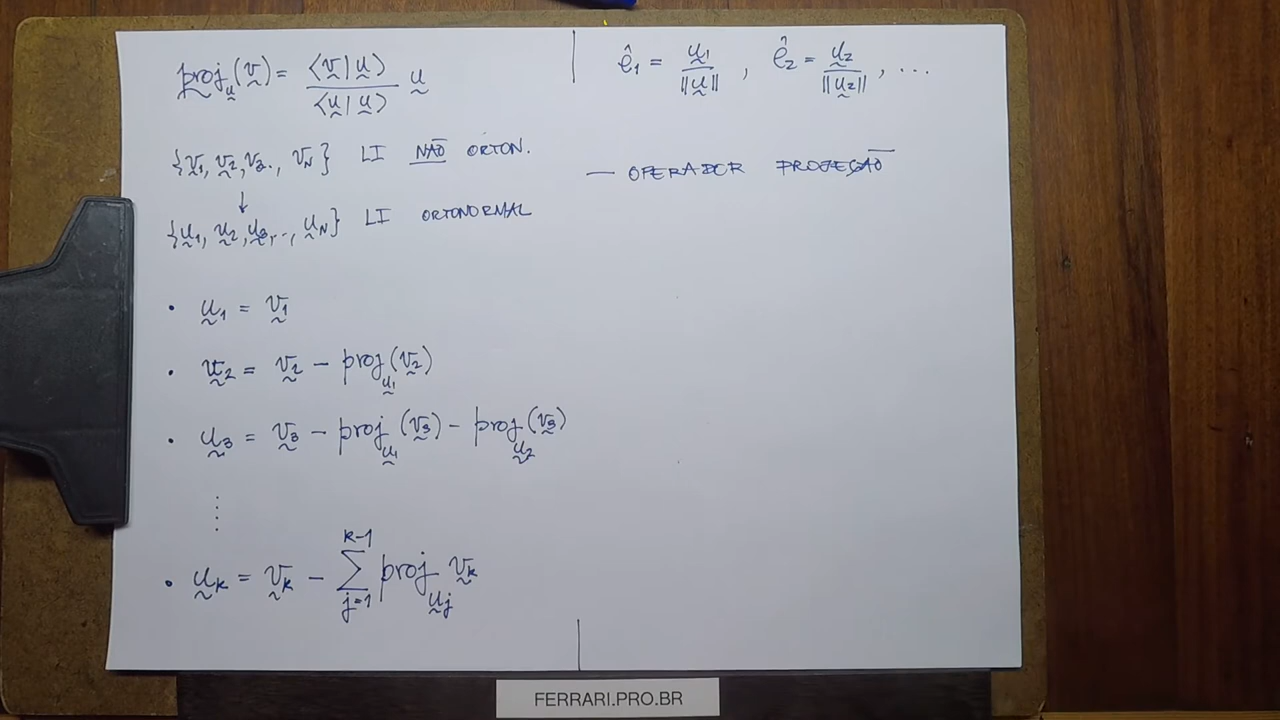 proj_u(v) = ⟨v|u⟩ / ⟨u|u⟩ u
{v1, v2, v3.., vN} LI NÃO ORTON.
↓
{u1, u2, u3,.., uN} LI ORTONORMAL
• u1 = v1
• u2 = v2 − proj_u1(v2)
• u3 = v3 − proj_u1(v3) − proj_u2(v3)
⋮
• uk = vk − ∑_{j=1}^{k-1} proj_uj vk
ê1 = u1 / ||u||, ê2 = u2 / ||u2||, ...
— OPERADOR PROJEÇÃO
FERRARI.PRO.BR